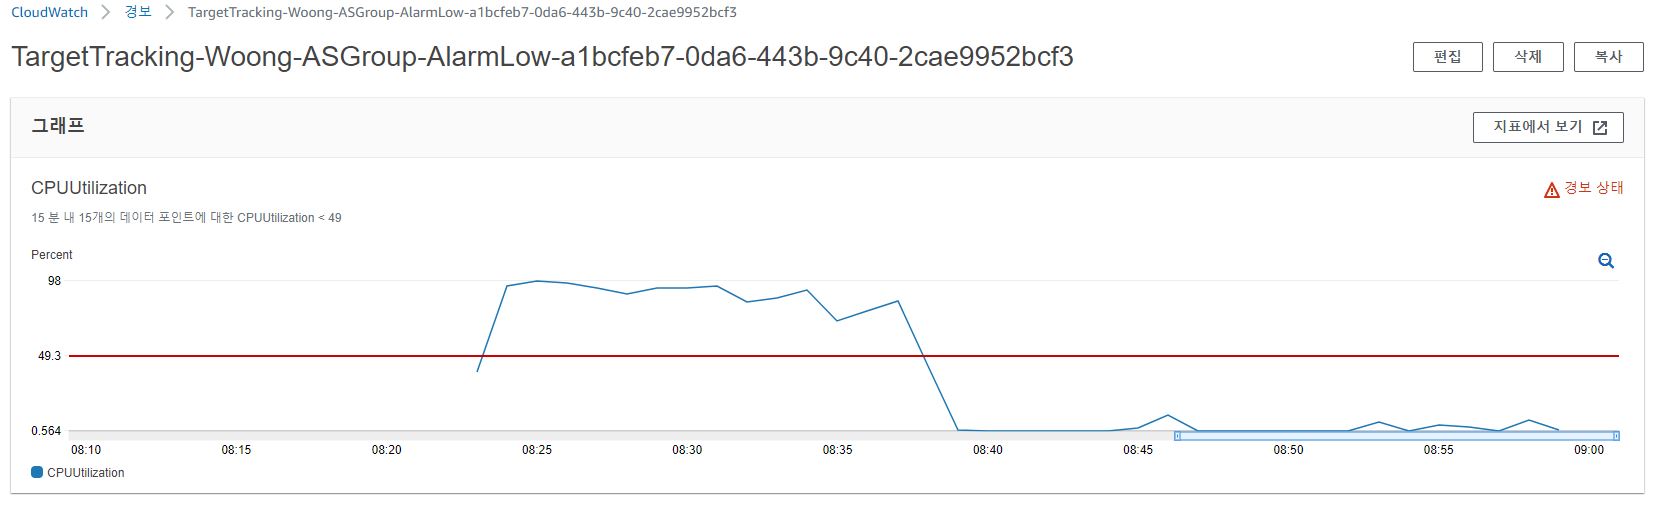 CloudWatch > 경보 > TargetTracking-Woong-ASGroup-AlarmLow-a1bcfeb7-0da6-443b-9c40-2cae9952bcf3
TargetTracking-Woong-ASGroup-AlarmLow-a1bcfeb7-0da6-443b-9c40-2cae9952bcf3 편집 삭제 복사
그래프 지표에서 보기
CPUUtilization 경보 상태
15 분 내 15개의 데이터 포인트에 대한 CPUUtilization < 49
Percent
98
49.3
0.564
08:10 08:15 08:20 08:25 08:30 08:35 08:40 08:45 08:50 08:55 09:00
CPUUtilization